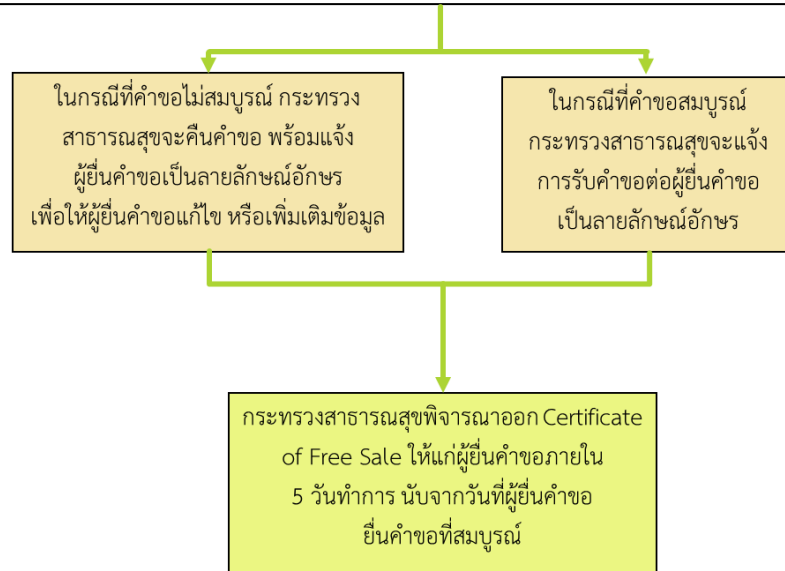 ในกรณีที่คำขอไม่สมบูรณ์ กระทรวง
สาธารณสุขจะคืนคำขอ พร้อมแจ้ง
ผู้ยื่นคำขอเป็นลายลักษณ์อักษร
เพื่อให้ผู้ยื่นคำขอแก้ไข หรือเพิ่มเติมข้อมูล
ในกรณีที่คำขอสมบูรณ์
กระทรวงสาธารณสุขจะแจ้ง
การรับคำขอต่อผู้ยื่นคำขอ
เป็นลายลักษณ์อักษร
กระทรวงสาธารณสุขพิจารณาออก Certificate
of Free Sale ให้แก่ผู้ยื่นคำขอภายใน
5 วันทำการ นับจากวันที่ผู้ยื่นคำขอ
ยื่นคำขอที่สมบูรณ์